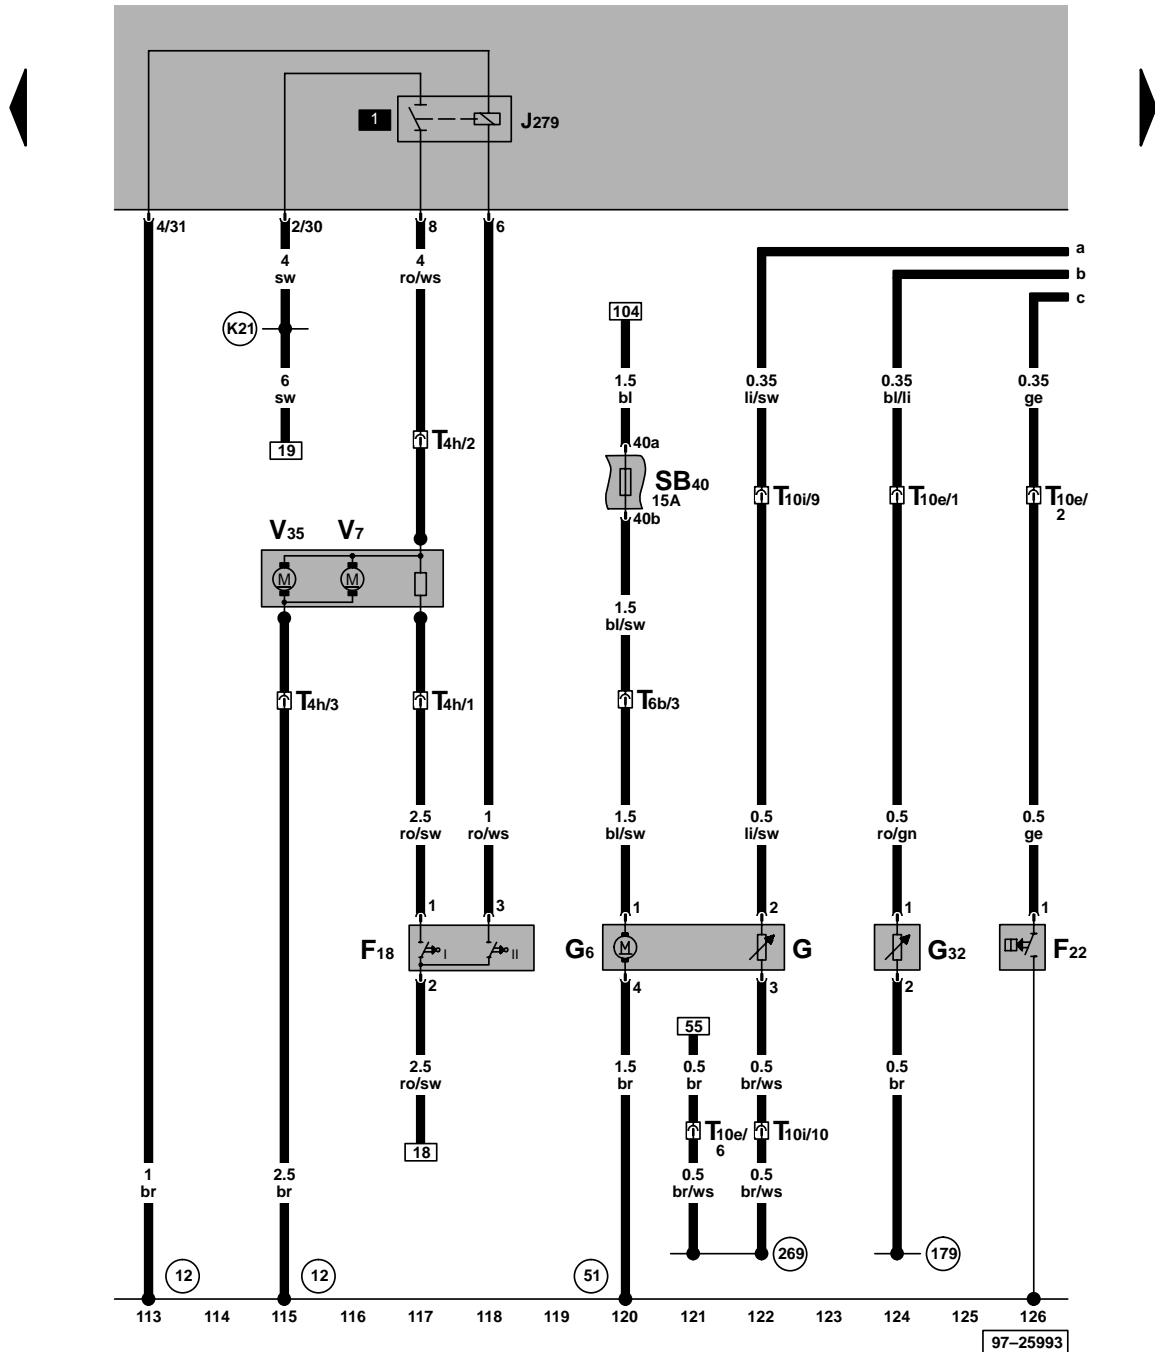 1 J279
4/31 2/30 8 6
4 4
sw ro/ws
a
b
c
K21
104
6
sw
1.5 0.35 0.35 0.35
bl li/sw bl/li ge
19
T4h/2
40a
SB40
15A
40b
T10i/9 T10e/1 T10e/
2
V35 V7
M M
1.5
bl/sw
T4h/3 T4h/1 T6b/3
2.5 1 1.5 0.5 0.5 0.5
ro/sw ro/ws bl/sw li/sw ro/gn ge
1 3 1 2 1 1
F18 I II G6 M G G32 F22
2 4 3 2
55
2.5 1.5 0.5 0.5 0.5
ro/sw br br br/ws br
T10e/
6
T10i/10
18
1 2.5 0.5 0.5
br br br/ws br/ws
269 179
12 12 51
113 114 115 116 117 118 119 120 121 122 123 124 125 126
97–25993